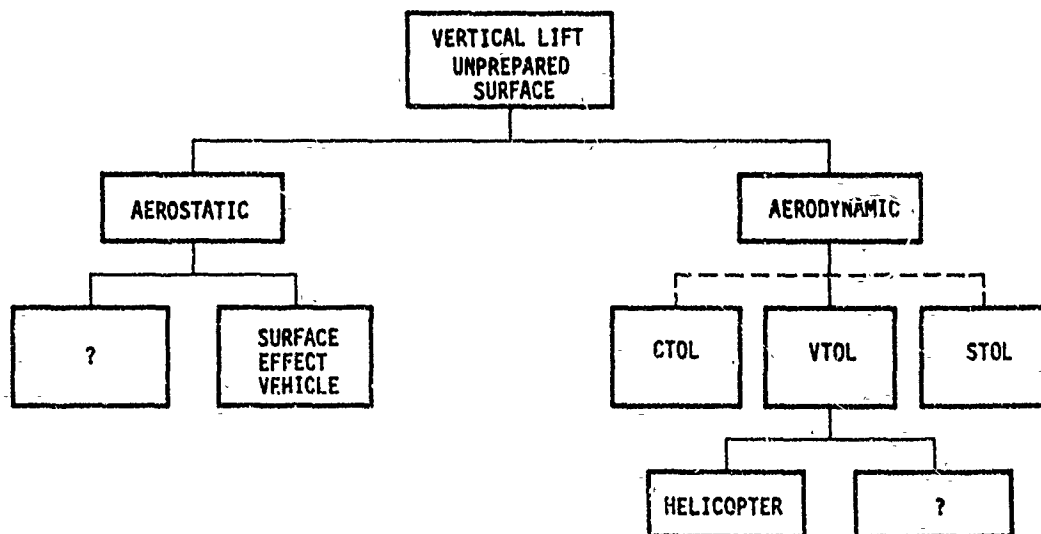 VERTICAL LIFT
UNPREPARED
SURFACE
AEROSTATIC
AERODYNAMIC
?
SURFACE
EFFECT
VEHICLE
CTOL
VTOL
STOL
HELICOPTER
?